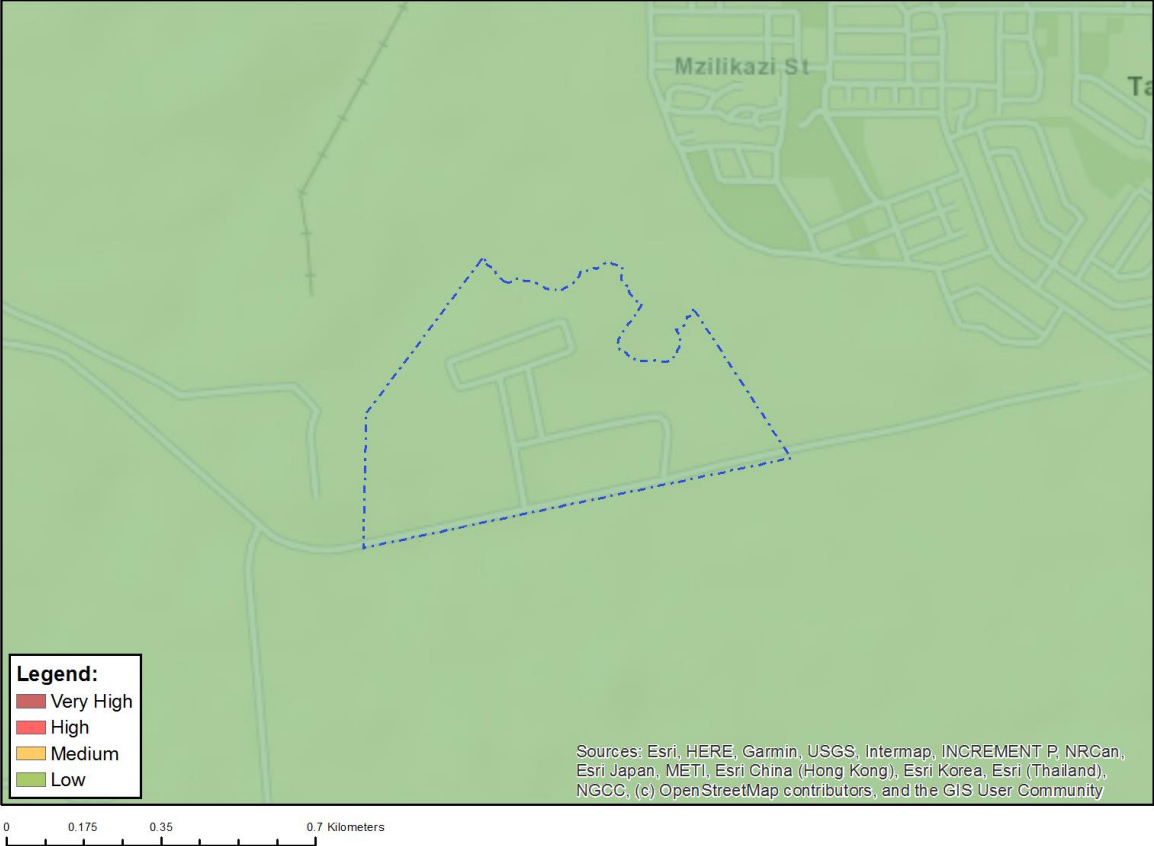 Mzilikazi St
Ta
Legend:
Very High
High
Medium
Low
Sources: Esri, HERE, Garmin, USGS, Intermap, INCREMENT P, NRCan,
Esri Japan, METI, Esri China (Hong Kong), Esri Korea, Esri (Thailand),
NGCC, (c) OpenStreetMap contributors, and the GIS User Community
0 0.175 0.35 0.7 Kilometers